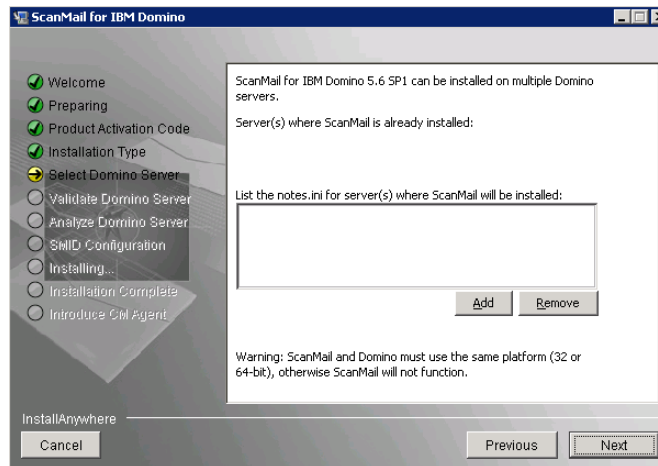 ScanMail for IBM Domino
Welcome
Preparing
Product Activation Code
Installation Type
Select Domino Server
Validate Domino Server
Analyze Domino Server
SMID Configuration
Installing...
Installation Complete
Introduce CM Agent
ScanMail for IBM Domino 5.6 SP1 can be installed on multiple Domino
servers.
Server(s) where ScanMail is already installed:
List the notes.ini for server(s) where ScanMail will be installed:
Add Remove
Warning: ScanMail and Domino must use the same platform (32 or
64-bit), otherwise ScanMail will not function.
InstallAnywhere
Cancel Previous Next